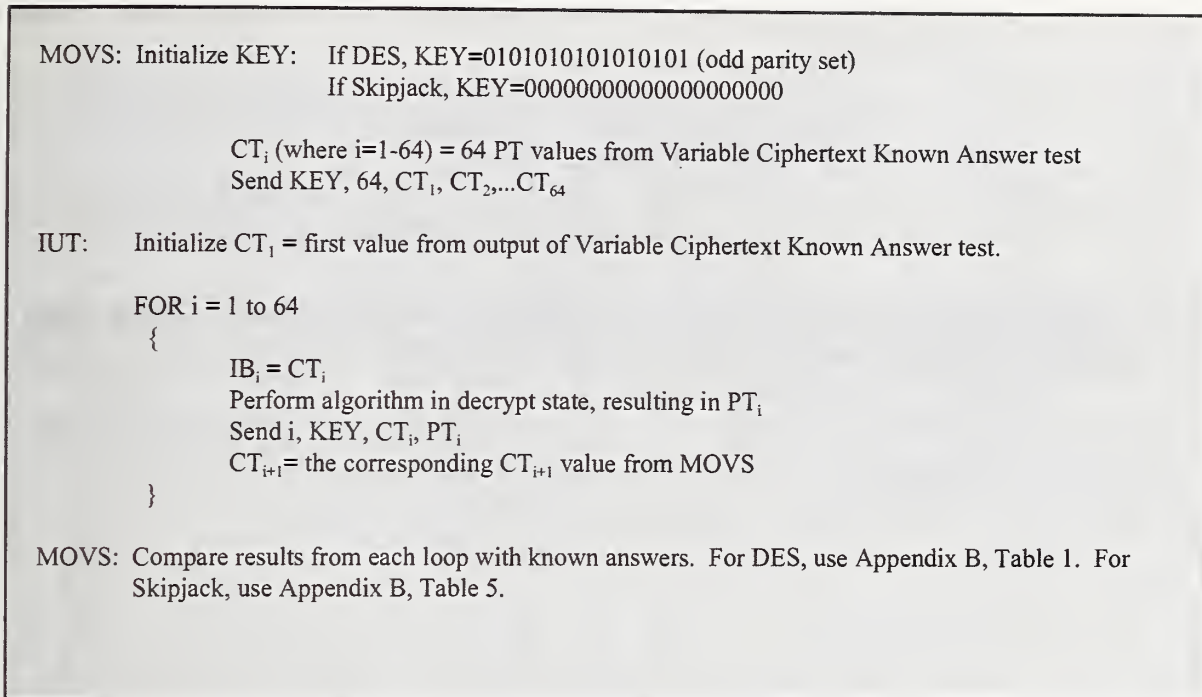 MOVS: Initialize KEY: If DES, KEY=0101010101010101 (odd parity set)
If Skipjack, KEY=00000000000000000000
CTi (where i=1-64) = 64 PT values from Variable Ciphertext Known Answer test
Send KEY, 64, CT1, CT2,...CT64
IUT: Initialize CT1 = first value from output of Variable Ciphertext Known Answer test.
FOR i = 1 to 64
{
IBi = CTi
Perform algorithm in decrypt state, resulting in PTi
Send i, KEY, CTi, PTi
CTi+1= the corresponding CTi+1 value from MOVS
}
MOVS: Compare results from each loop with known answers. For DES, use Appendix B, Table 1. For
Skipjack, use Appendix B, Table 5.